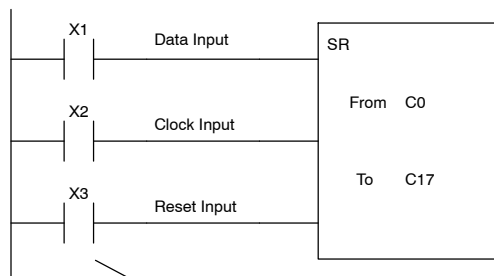 X1
Data Input
SR
From C0
X2
Clock Input
To C17
X3
Reset Input